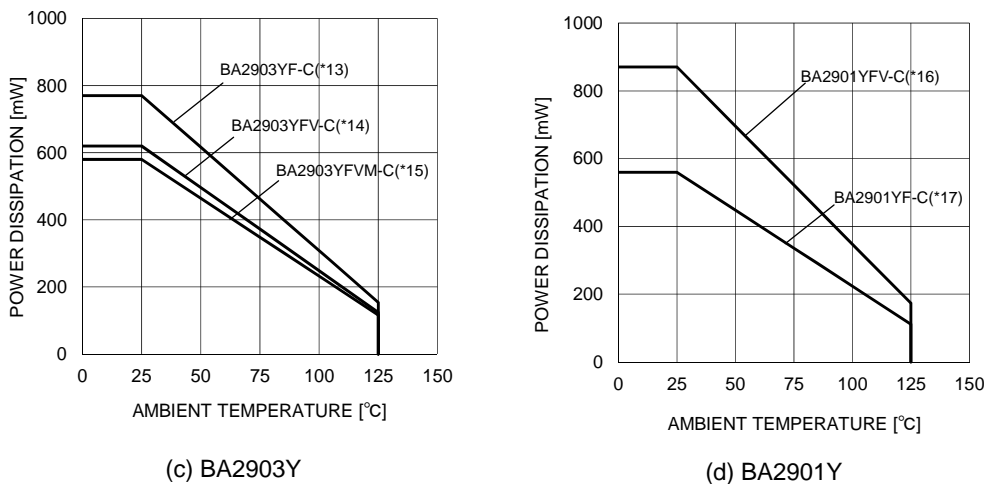 1000
800
600
400
200
0
POWER DISSIPATION [mW]
BA2903YF-C(*13)
BA2903YFV-C(*14)
BA2903YFVM-C(*15)
0 25 50 75 100 125 150
AMBIENT TEMPERATURE [℃]
(c) BA2903Y
1000
800
600
400
200
0
POWER DISSIPATION [mW]
BA2901YFV-C(*16)
BA2901YF-C(*17)
0 25 50 75 100 125 150
AMBIENT TEMPERATURE [℃]
(d) BA2901Y